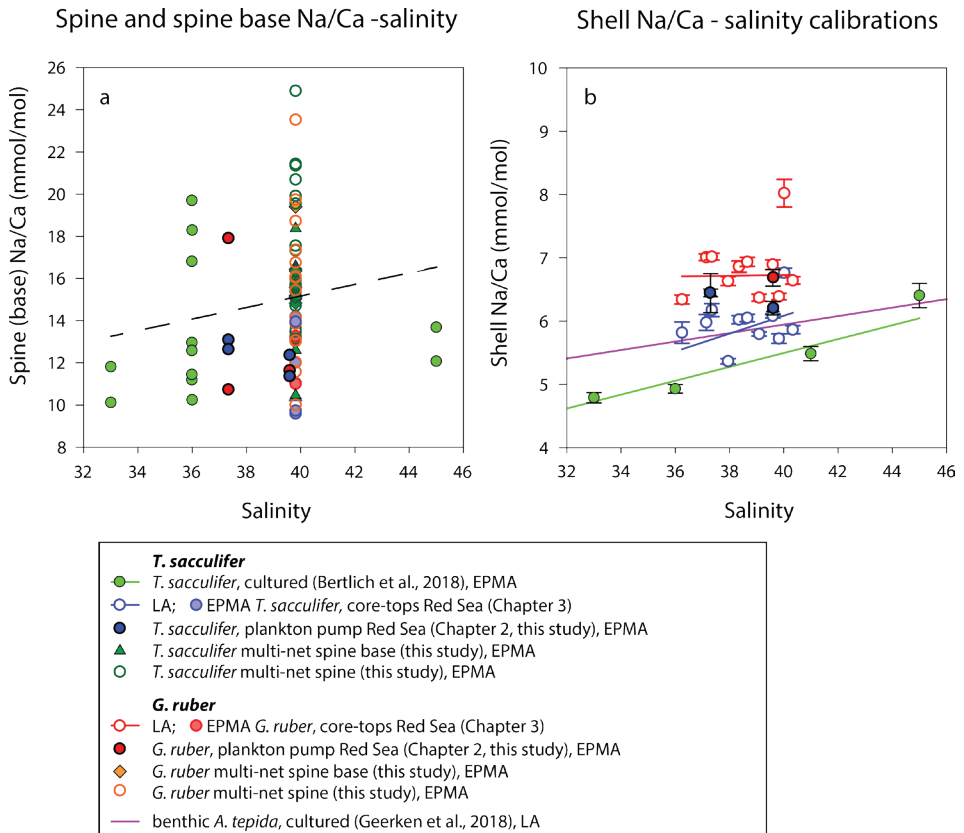 Spine and spine base Na/Ca -salinity
Shell Na/Ca - salinity calibrations
a
Spine (base) Na/Ca (mmol/mol)
26
24
22
20
18
16
14
12
10
8
32
34
36
38
40
42
44
46
Salinity
b
Shell Na/Ca (mmol/mol)
10
9
8
7
6
5
4
32
34
36
38
40
42
44
46
Salinity
T. sacculifer
T. sacculifer, cultured (Bertlich et al., 2018), EPMA
LA; EPMA T. sacculifer, core-tops Red Sea (Chapter 3)
T. sacculifer, plankton pump Red Sea (Chapter 2, this study), EPMA
T. sacculifer multi-net spine base (this study), EPMA
T. sacculifer multi-net spine (this study), EPMA
G. ruber
LA; EPMA G. ruber, core-tops Red Sea (Chapter 3)
G. ruber, plankton pump Red Sea (Chapter 2, this study), EPMA
G. ruber multi-net spine base (this study), EPMA
G. ruber multi-net spine (this study), EPMA
benthic A. tepida, cultured (Geerken et al., 2018), LA